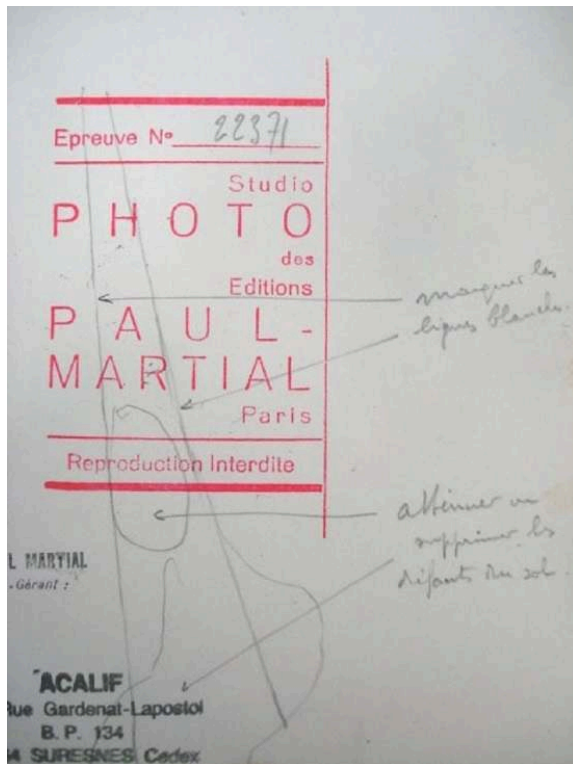 Epreuve No 22371
Studio
PHOTO
des
Editions
PAUL-
MARTIAL
Paris
Reproduction Interdite
masquer les
lignes blanches.
atténuer ou
supprimer les
défauts du sol.
L MARTIAL
Gérant :
ACALIF
Rue Gardenat-Lapostol
B. P. 134
SURESNES Cedex